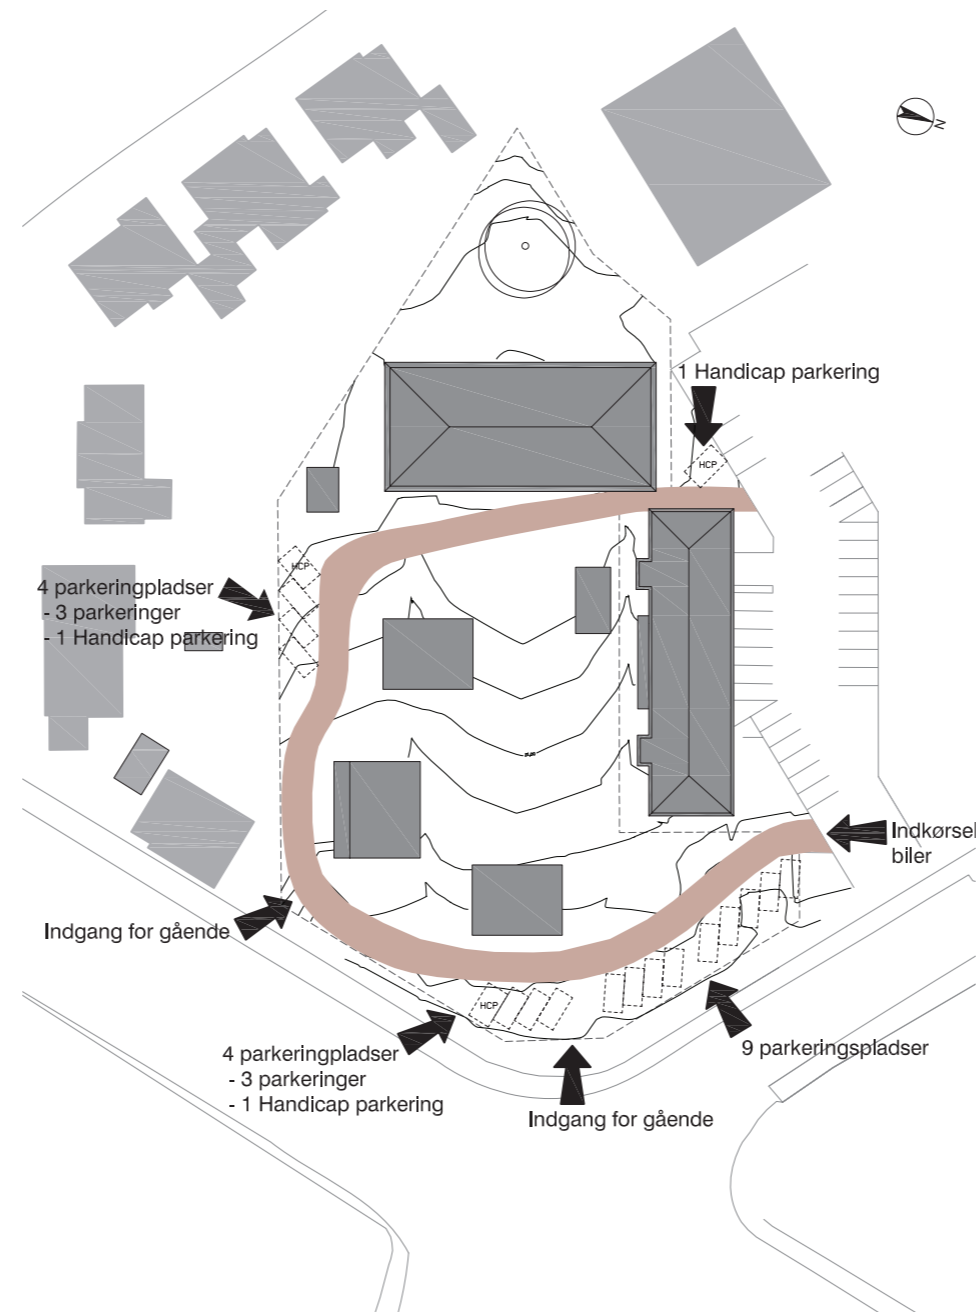 N
1 Handicap parkering
HCP
HCP
4 parkeringpladser
- 3 parkeringer
- 1 Handicap parkering
Indkørsel
biler
Indgang for gående
HCP
9 parkeringspladser
4 parkeringpladser
- 3 parkeringer
- 1 Handicap parkering
Indgang for gående